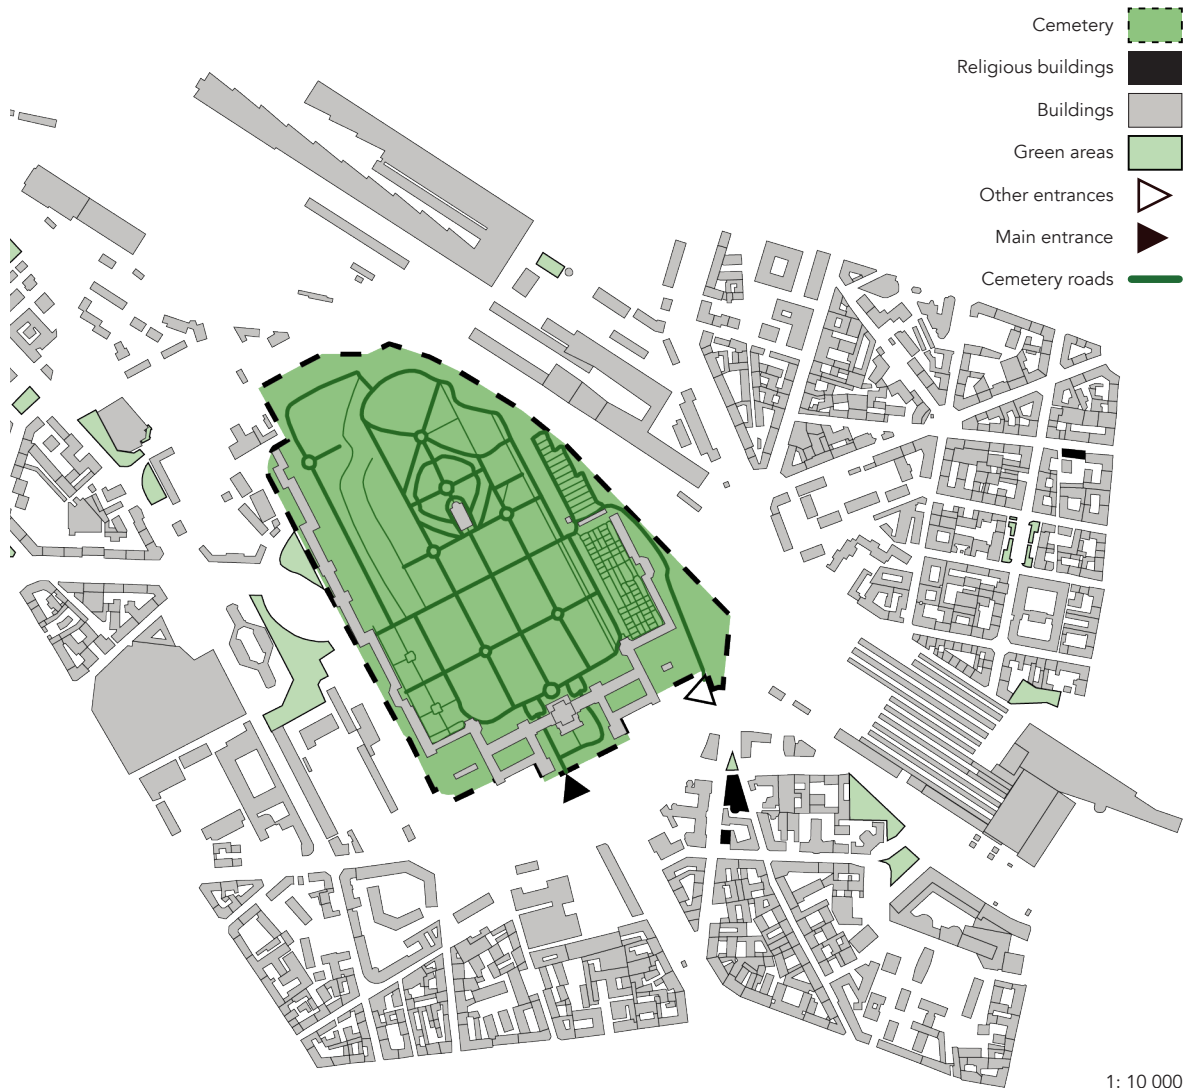 Cemetery
Religious buildings
Buildings
Green areas
Other entrances
Main entrance
Cemetery roads
1: 10 000